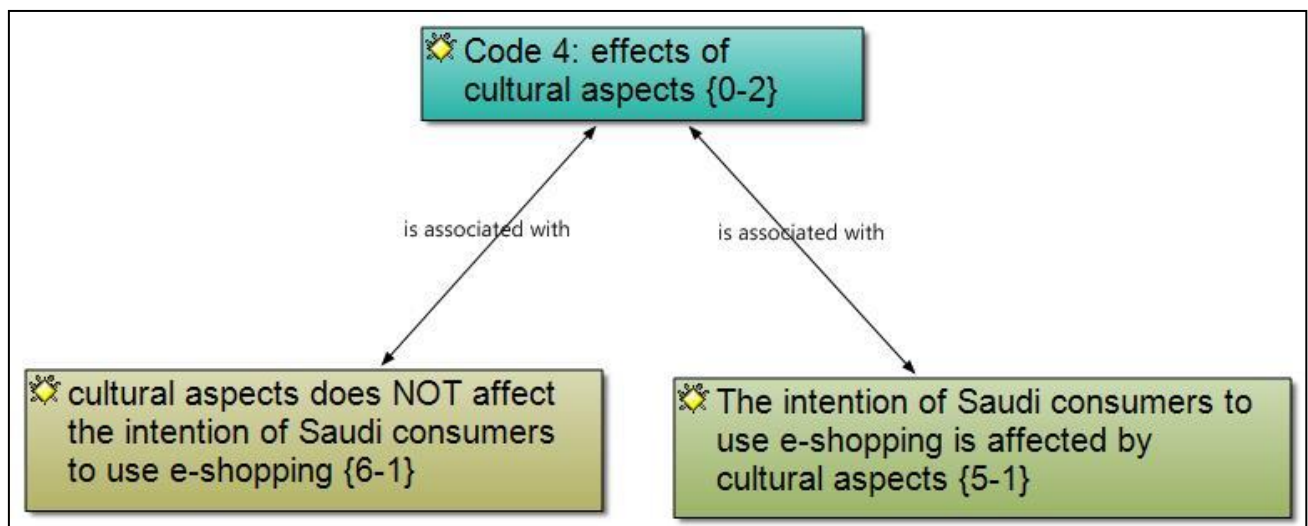 Code 4: effects of
cultural aspects {0-2}
is associated with
is associated with
cultural aspects does NOT affect
the intention of Saudi consumers
to use e-shopping {6-1}
The intention of Saudi consumers to
use e-shopping is affected by
cultural aspects {5-1}